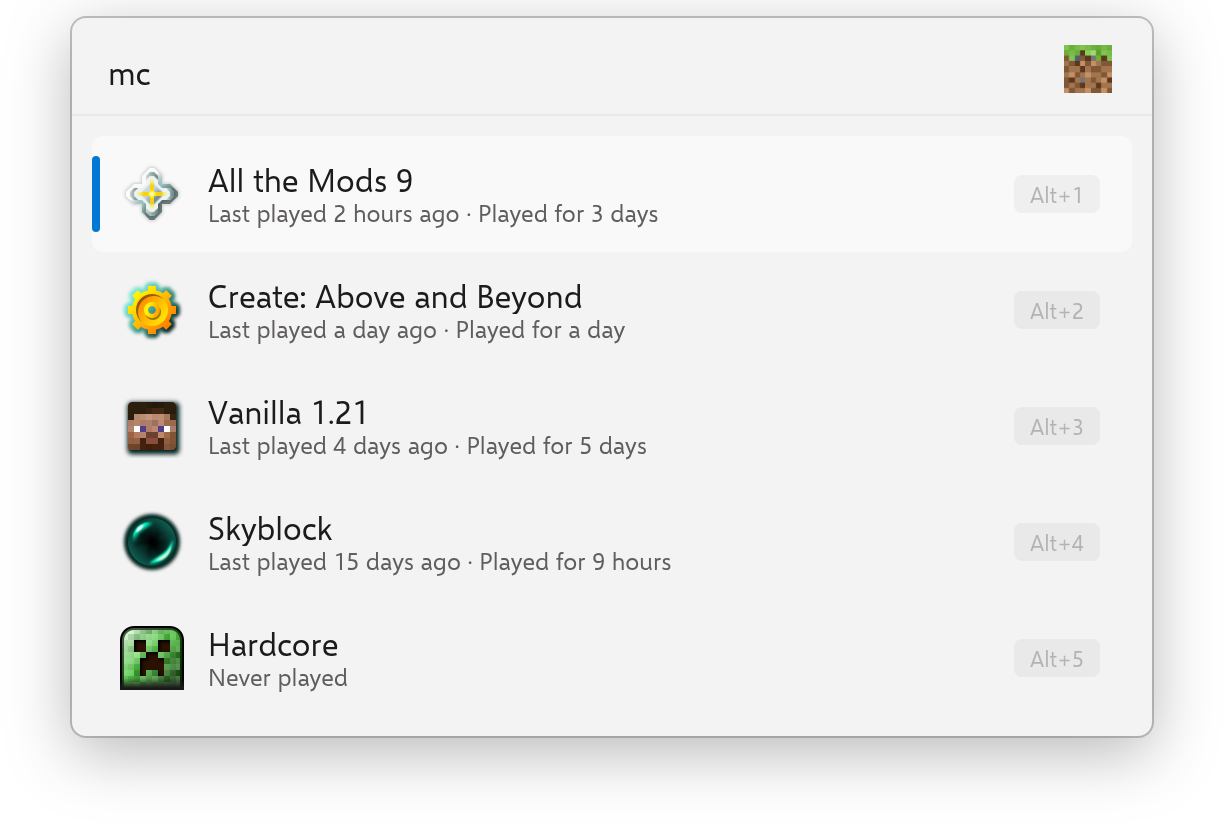 mc
All the Mods 9
Last played 2 hours ago · Played for 3 days
Alt+1
Create: Above and Beyond
Last played a day ago · Played for a day
Alt+2
Vanilla 1.21
Last played 4 days ago · Played for 5 days
Alt+3
Skyblock
Last played 15 days ago · Played for 9 hours
Alt+4
Hardcore
Never played
Alt+5